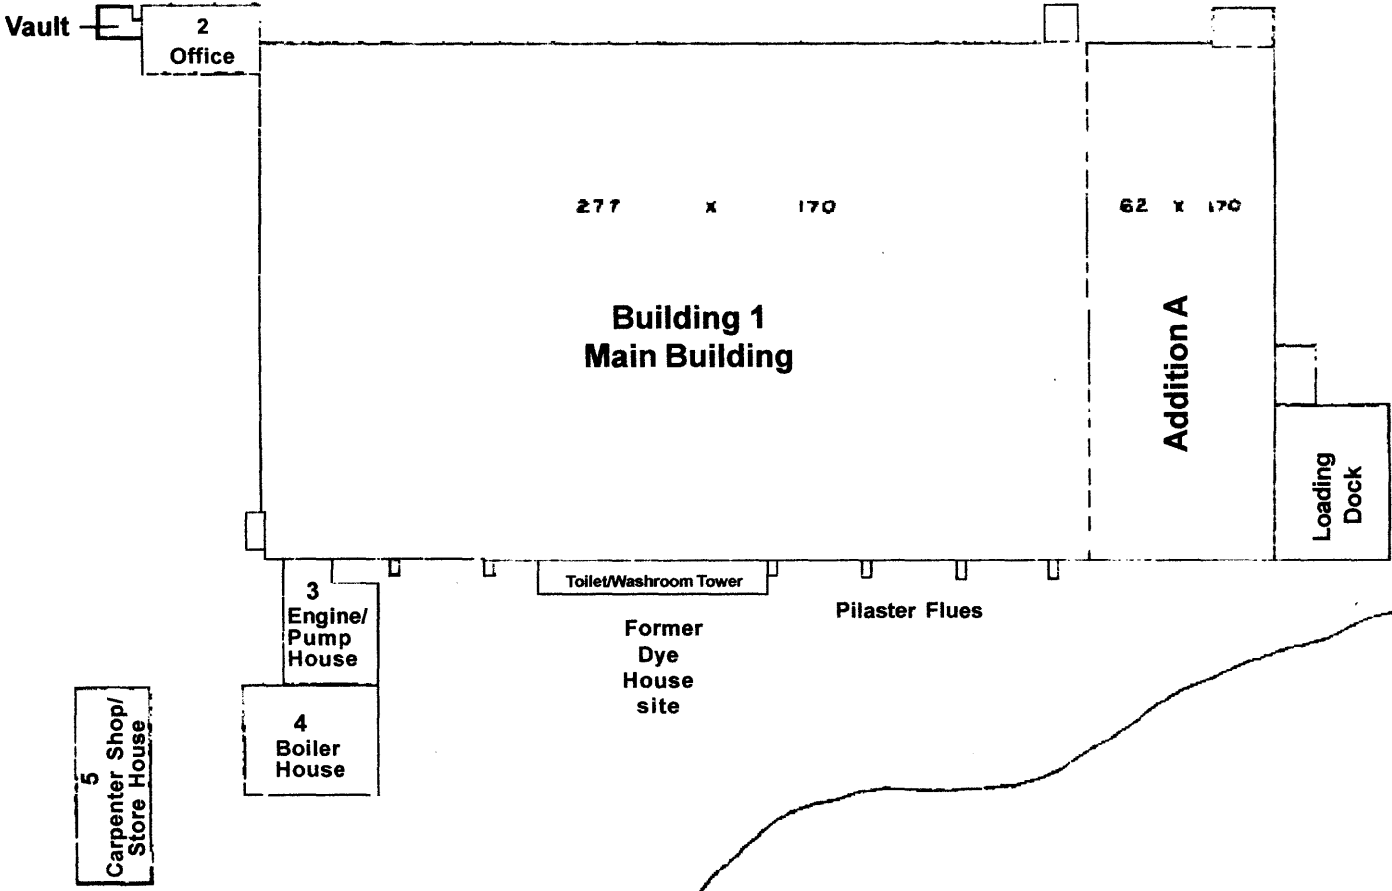 Vault
2
Office
277 x 170
62 x 170
Building 1
Main Building
Addition A
Loading
Dock
Toilet/Washroom Tower
3
Engine/
Pump
House
Pilaster Flues
Former
Dye
House
site
4
Boiler
House
5
Carpenter Shop/
Store House